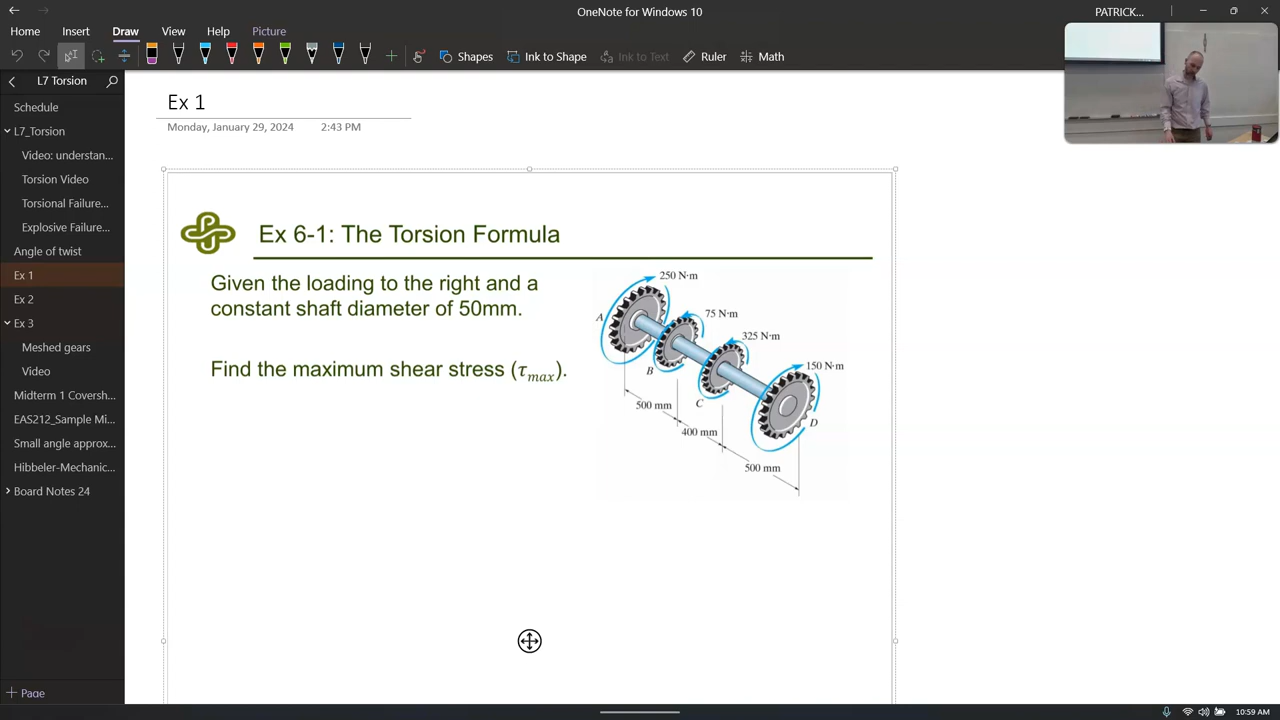 OneNote for Windows 10
PATRICK...
Home Insert Draw View Help Picture
Shapes Ink to Shape Ink to Text Ruler Math
L7 Torsion
Schedule
L7_Torsion
Video: understan...
Torsion Video
Torsional Failure...
Explosive Failure...
Angle of twist
Ex 1
Ex 2
Ex 3
Meshed gears
Video
Midterm 1 Coversh...
EAS212_Sample Mi...
Small angle approx...
Hibbeler-Mechanic...
Board Notes 24
Page
Ex 1
Monday, January 29, 2024 2:43 PM
Ex 6-1: The Torsion Formula
Given the loading to the right and a
constant shaft diameter of 50mm.
Find the maximum shear stress (τmax).
250 N·m
75 N·m
A
325 N·m
150 N·m
B
500 mm
C
D
400 mm
500 mm
10:59 AM